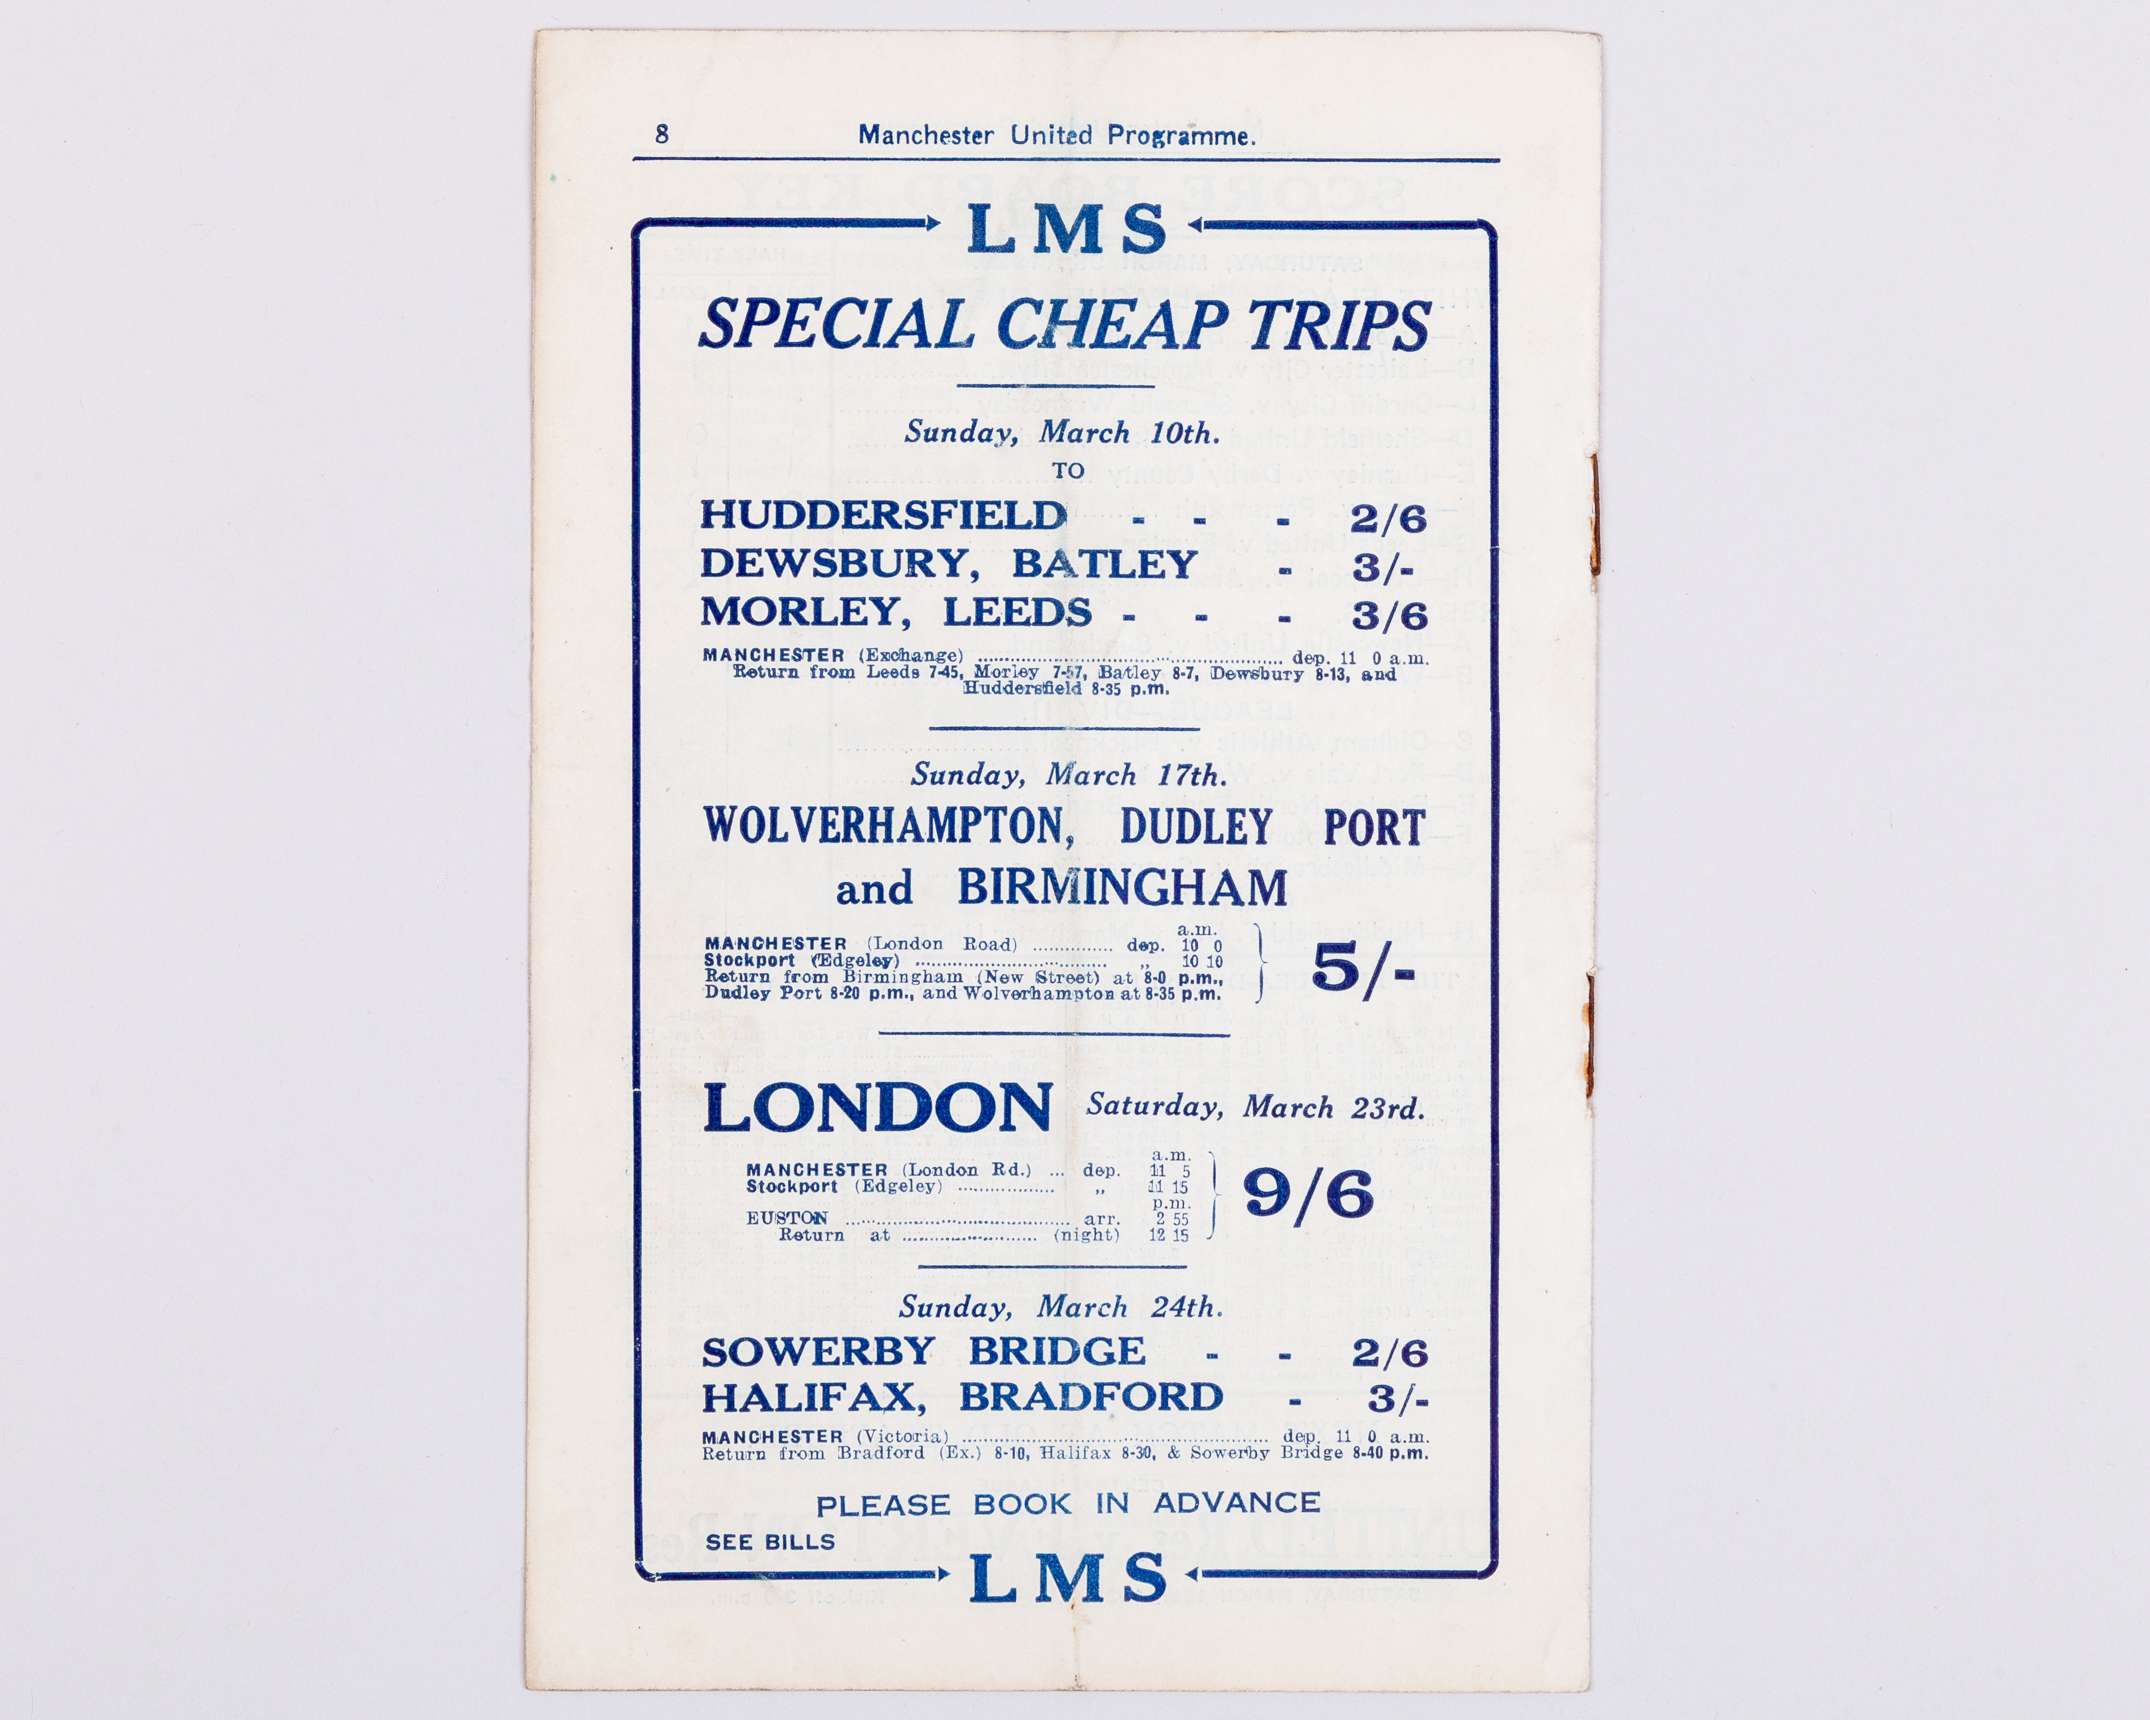 8 Manchester United Programme.
LMS
SPECIAL CHEAP TRIPS
Sunday, March 10th.
TO
HUDDERSFIELD - - - 2/6
DEWSBURY, BATLEY - 3/-
MORLEY, LEEDS - - - 3/6
MANCHESTER (Exchange) .......... dep. 11 0 a.m.
Return from Leeds 7-45, Morley 7-57, Batley 8-7, Dewsbury 8-13, and
Huddersfield 8-35 p.m.
Sunday, March 17th.
WOLVERHAMPTON, DUDLEY PORT
and BIRMINGHAM
a.m.
MANCHESTER (London Road) .......... dep. 10 0
Stockport (Edgeley) .......... „ 10 10
Return from Birmingham (New Street) at 8-0 p.m.,
Dudley Port 8-20 p.m., and Wolverhampton at 8-35 p.m.
5/-
LONDON Saturday, March 23rd.
a.m.
MANCHESTER (London Rd.) ... dep. 11 5
Stockport (Edgeley) .......... „ 11 15
p.m.
EUSTON .......... arr. 2 55
Return at .......... (night) 12 15
9/6
Sunday, March 24th.
SOWERBY BRIDGE - - 2/6
HALIFAX, BRADFORD - 3/-
MANCHESTER (Victoria) .......... dep. 11 0 a.m.
Return from Bradford (Ex.) 8-10, Halifax 8-30, & Sowerby Bridge 8-40 p.m.
PLEASE BOOK IN ADVANCE
SEE BILLS
LMS